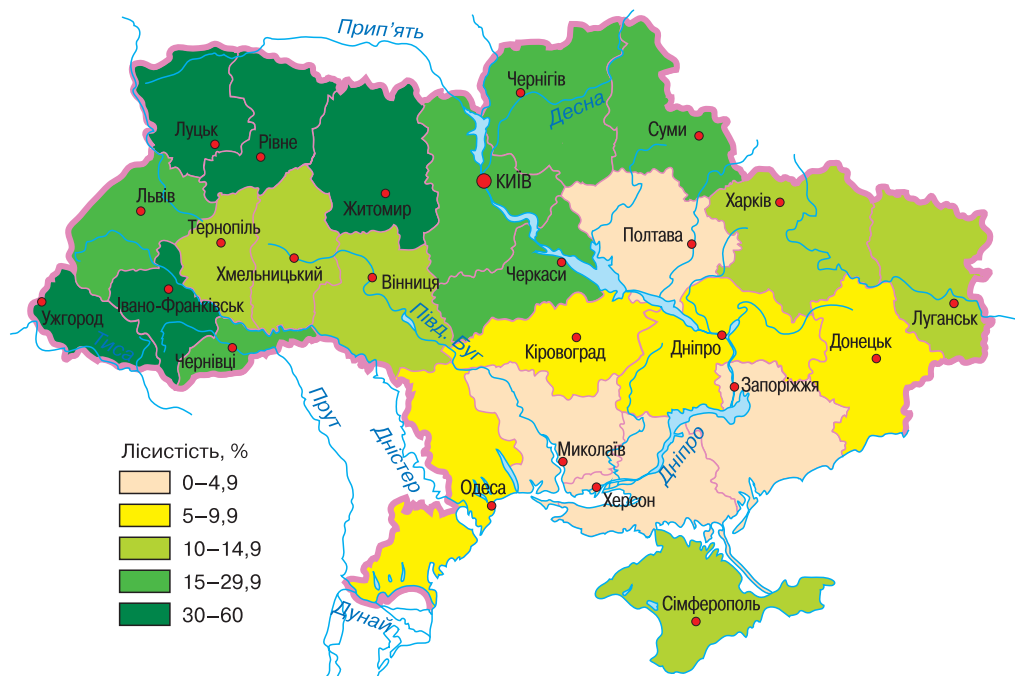 Прип’ять
Чернігів
Десна
Луцьк
Рівне
Суми
КИЇВ
Львів
Житомир
Харків
Тернопіль
Полтава
Хмельницький
Черкаси
Вінниця
Івано-Франківськ
Ужгород
Тиса
Чернівці
Півд. Буг
Кіровоград
Дніпро
Донецьк
Луганськ
Запоріжжя
Прут
Дністер
Миколаїв
Дніпро
Херсон
Одеса
Лісистість, %
0–4,9
5–9,9
10–14,9
15–29,9
30–60
Дунай
Сімферополь